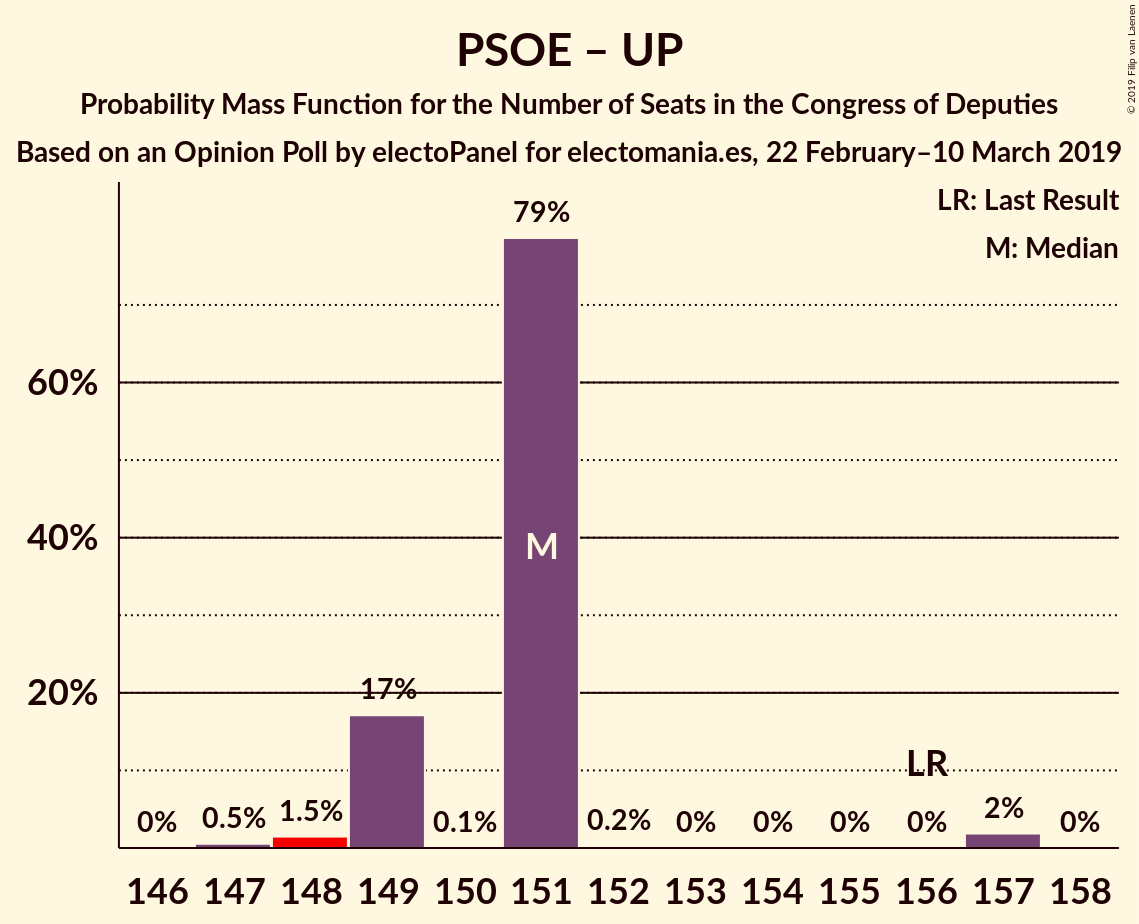 PSOE – UP
Probability Mass Function for the Number of Seats in the Congress of Deputies
Based on an Opinion Poll by electoPanel for electomania.es, 22 February–10 March 2019
© 2019 Filip van Laenen
LR: Last Result
M: Median
79%
60%
40%
M
20%
17%
LR
0% 0.5% 1.5% 0.1% 0.2% 0% 0% 0% 0% 2% 0%
146 147 148 149 150 151 152 153 154 155 156 157 158